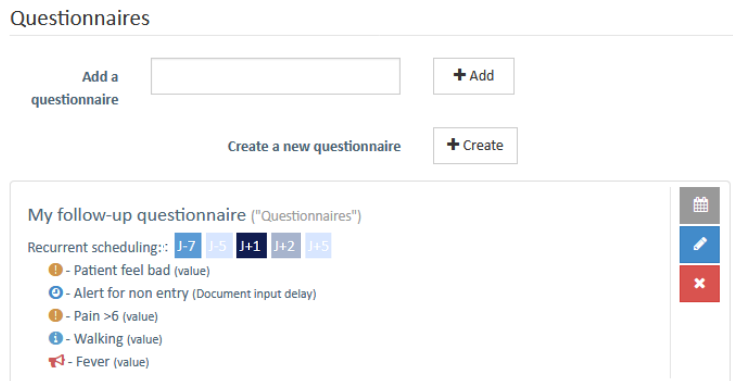 Questionnaires
Add a
questionnaire
Add
Create a new questionnaire
Create
My follow-up questionnaire ("Questionnaires")
Recurrent scheduling:: J-7 J-5 J+1 J+2 J+5
- Patient feel bad (value)
- Alert for non entry (Document input delay)
- Pain >6 (value)
- Walking (value)
- Fever (value)